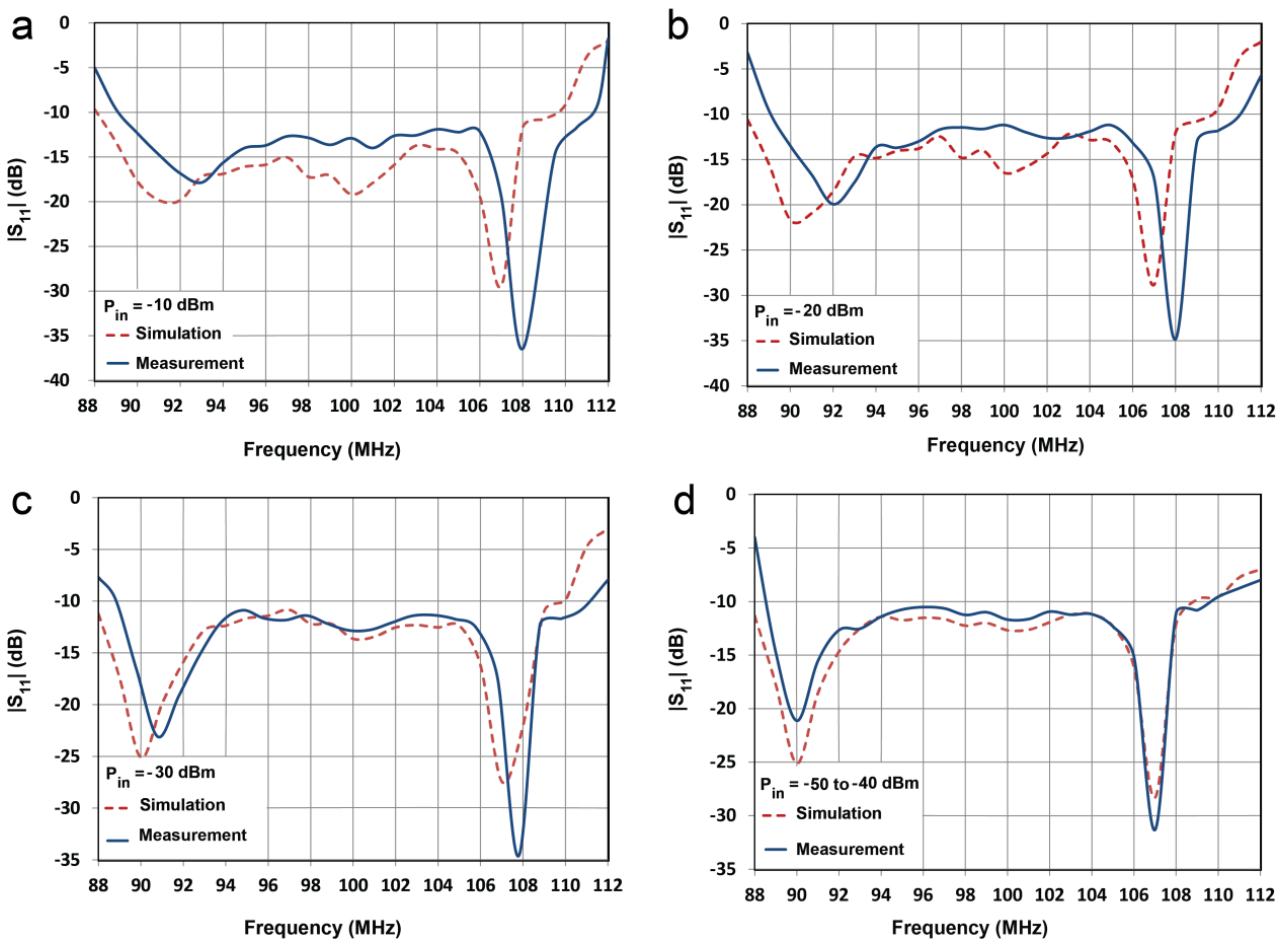 a
0
-5
-10
-15
-20
-25
-30
-35
-40
|S11| (dB)
Pin = -10 dBm
Simulation
Measurement
88 90 92 94 96 98 100 102 104 106 108 110 112
Frequency (MHz)
b
0
-5
-10
-15
-20
-25
-30
-35
-40
|S11| (dB)
Pin = -20 dBm
Simulation
Measurement
88 90 92 94 96 98 100 102 104 106 108 110 112
Frequency (MHz)
c
0
-5
-10
-15
-20
-25
-30
-35
|S11| (dB)
Pin = -30 dBm
Simulation
Measurement
88 90 92 94 96 98 100 102 104 106 108 110 112
Frequency (MHz)
d
0
-5
-10
-15
-20
-25
-30
-35
|S11| (dB)
Pin = -50 to -40 dBm
Simulation
Measurement
88 90 92 94 96 98 100 102 104 106 108 110 112
Frequency (MHz)